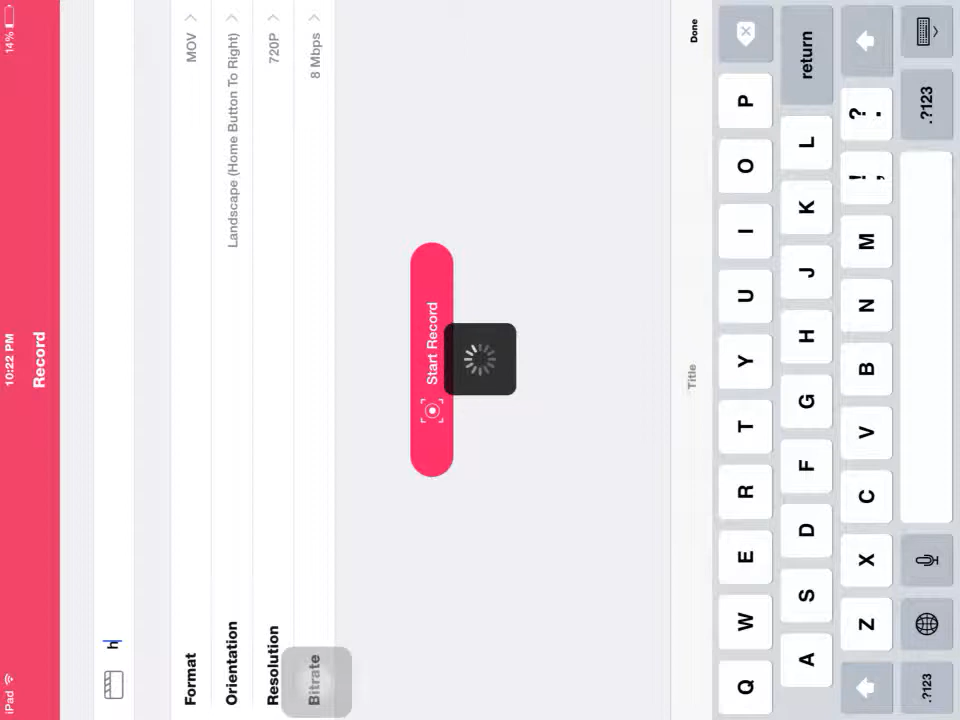 iPad 10:22 PM 14%
Record
h
Format MOV
Orientation Landscape (Home Button To Right)
Resolution 720P
Bitrate 8 Mbps
Start Record
Title Done
Q W E R T Y U I O P
A S D F G H J K L return
Z X C V B N M ! , ? .
.?123 .?123